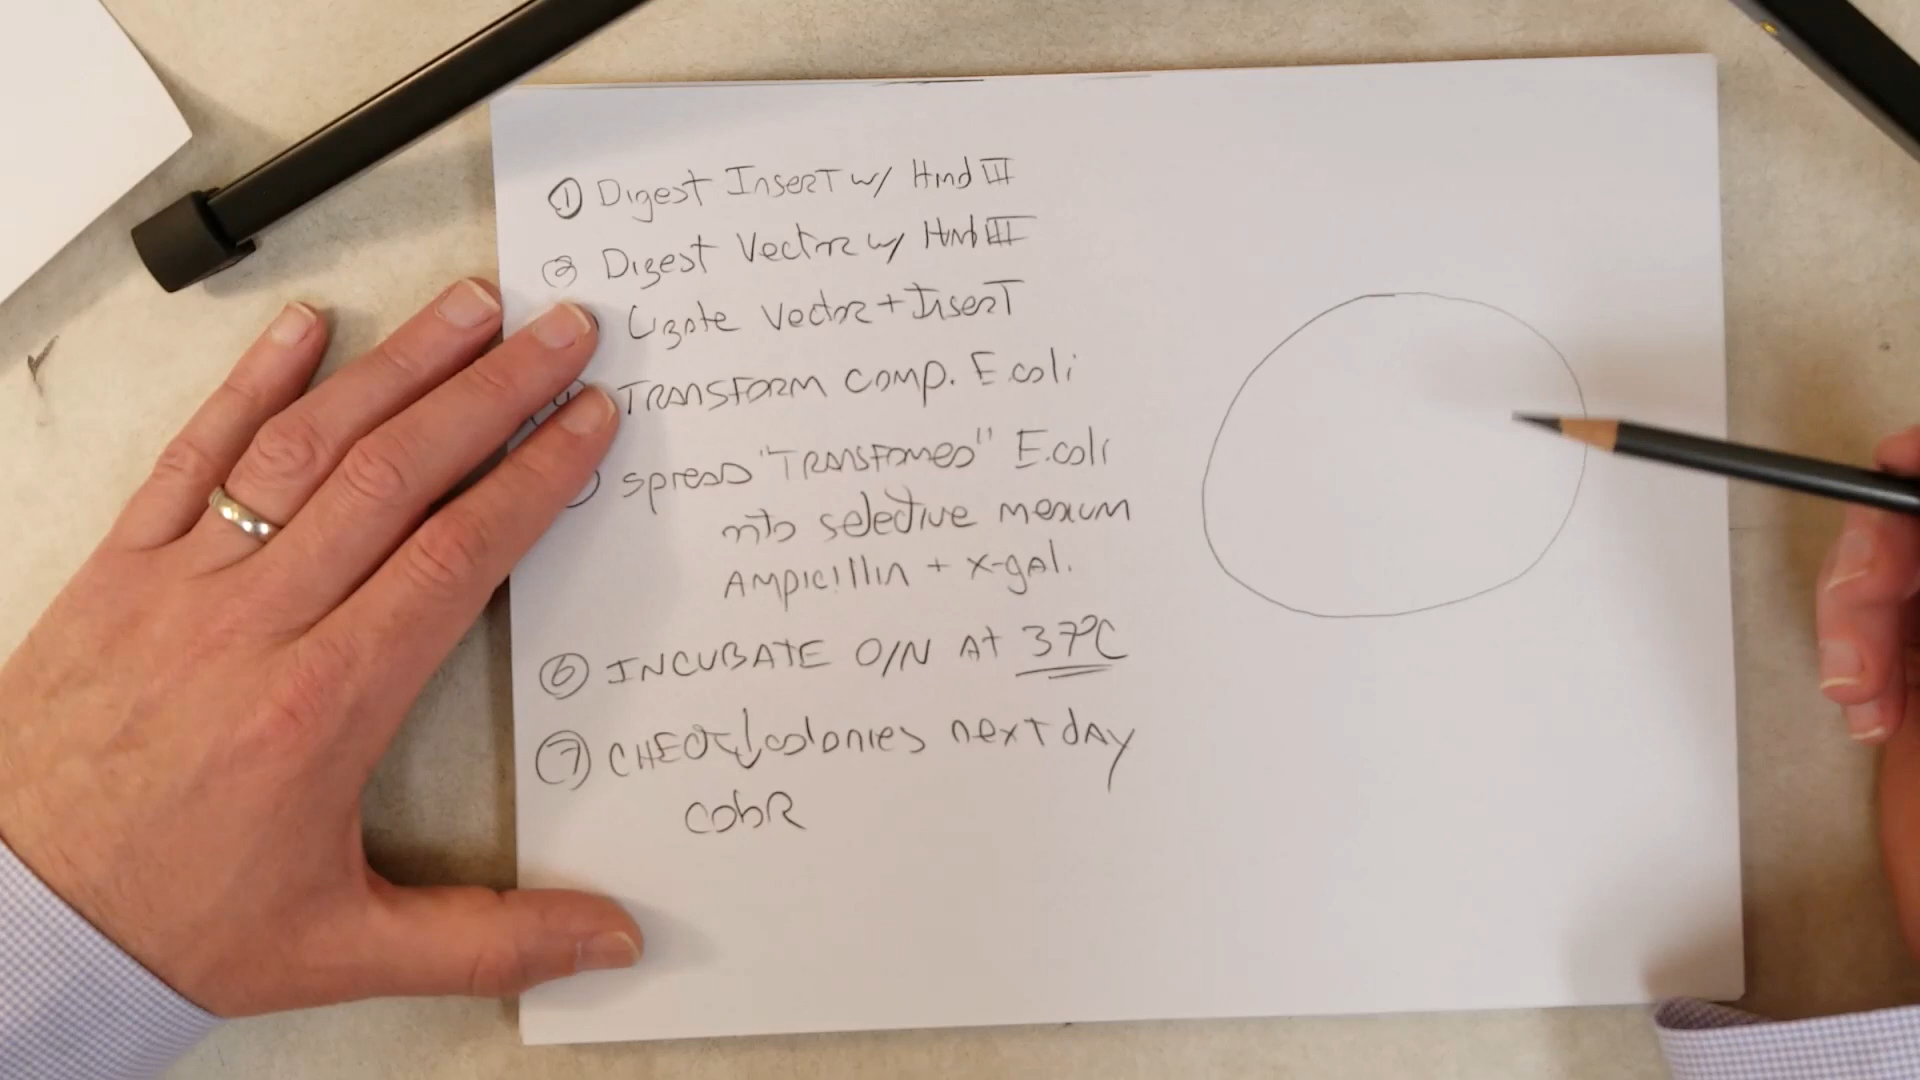 ① Digest Insert w/ Hind III
② Digest Vector w/ Hind III
Ligate Vector + Insert
TRANSFORM comp. E.coli
spread "TRANSFORMED" E.coli
into selective medium
AMPICillin + X-gal.
⑥ INCUBATE O/N At 37°C
⑦ CHECK ↓ colonies next dAy
coloR